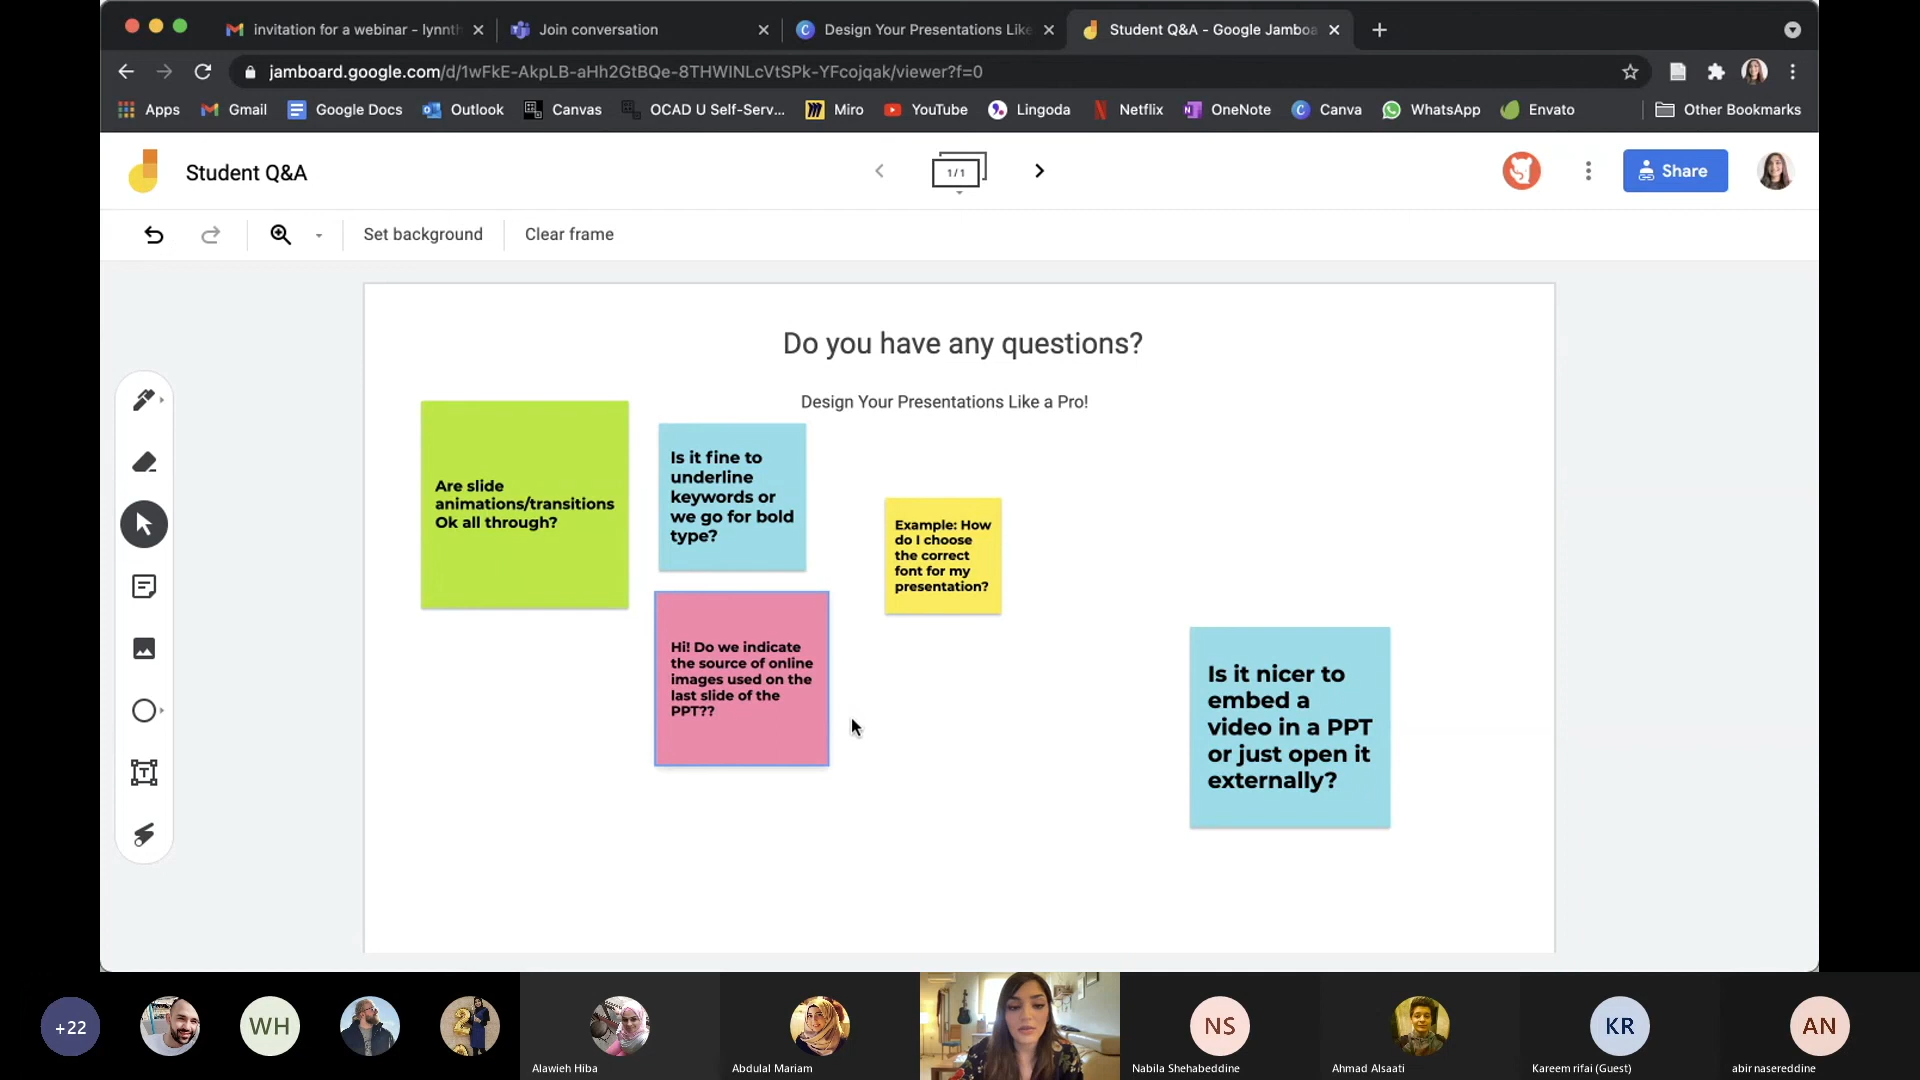 invitation for a webinar - lynnth
Join conversation
Design Your Presentations Like
Student Q&A - Google Jamboa
jamboard.google.com/d/1wFkE-AkpLB-aHh2GtBQe-8THWINLcVtSPk-YFcojqak/viewer?f=0
Apps
Gmail
Google Docs
Outlook
Canvas
OCAD U Self-Serv...
Miro
YouTube
Lingoda
Netflix
OneNote
Canva
WhatsApp
Envato
Other Bookmarks
Student Q&A
1/1
Share
Set background
Clear frame
Do you have any questions?
Design Your Presentations Like a Pro!
Are slide
animations/transitions
Ok all through?
Is it fine to
underline
keywords or
we go for bold
type?
Example: How
do I choose
the correct
font for my
presentation?
Hi! Do we indicate
the source of online
images used on the
last slide of the
PPT??
Is it nicer to
embed a
video in a PPT
or just open it
externally?
+22
WH
NS
KR
AN
Alawieh Hiba
Abdulal Mariam
Nabila Shehabeddine
Ahmad Alsaati
Kareem rifai (Guest)
abir nasereddine